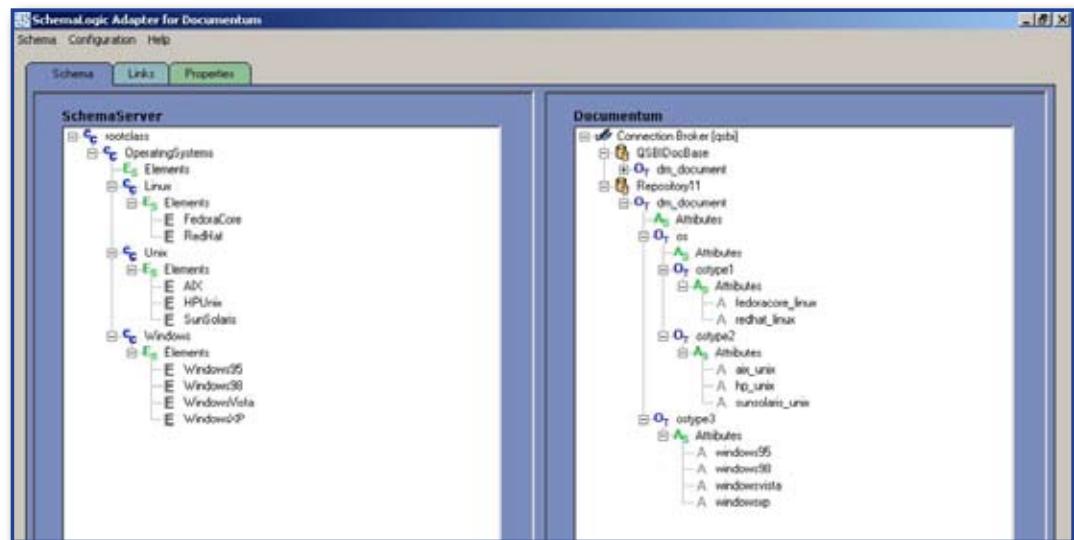 SchemaLogic Adapter for Documentum
Schema Configuration Help
Schema Links Properties
SchemaServer
rootclass
OperatingSystems
Elements
Linux
Elements
FedoraCore
RedHat
Unix
Elements
AIX
HPUnix
SunSolaris
Windows
Elements
Windows95
Windows98
WindowsVista
WindowsXP
Documentum
Connection Broker [qsbi]
QSBIDocBase
dm_document
Repository11
dm_document
Attributes
os
Attributes
ostype1
Attributes
fedoracore_linux
redhat_linux
ostype2
Attributes
aix_unix
hp_unix
sunsolaris_unix
ostype3
Attributes
windows95
windows98
windowsvista
windowsxp